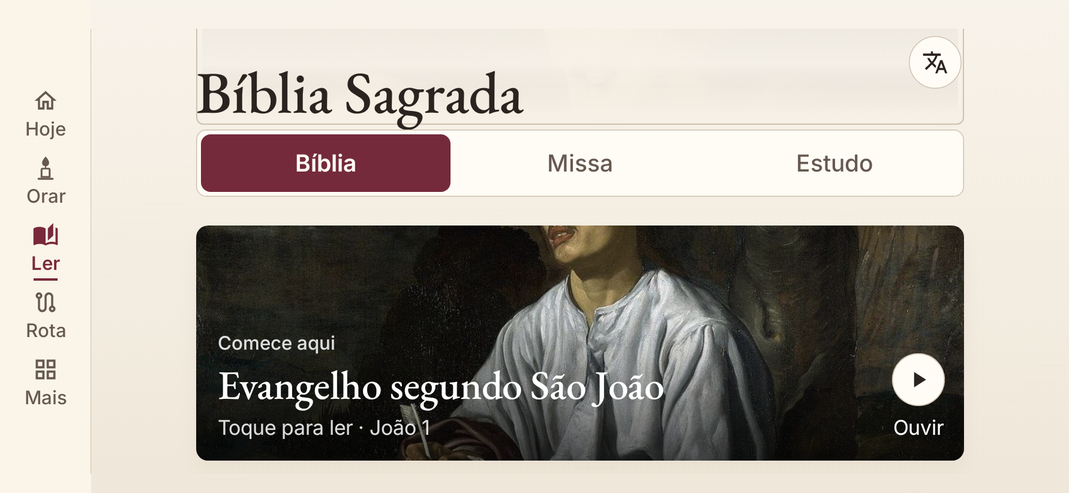 Bíblia Sagrada
Bíblia
Missa
Estudo
Hoje
Orar
Ler
Rota
Mais
Comece aqui
Evangelho segundo São João
Toque para ler · João 1
Ouvir